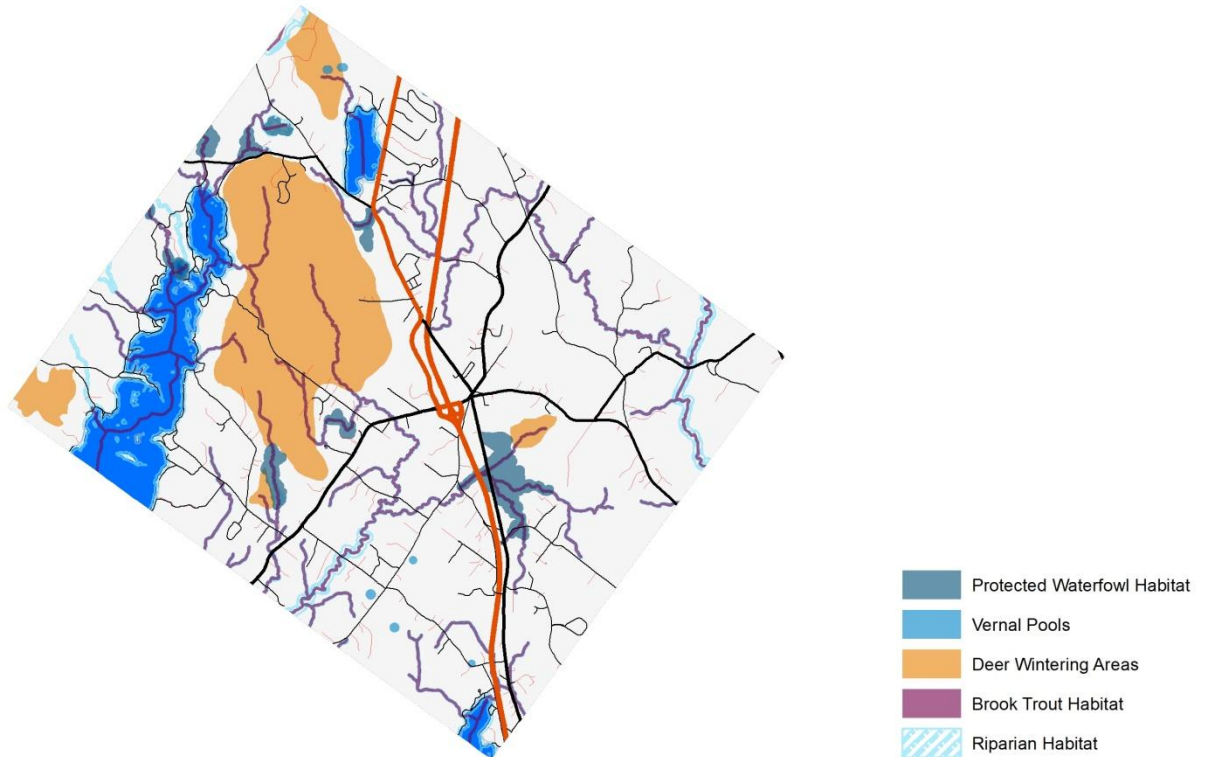 Protected Waterfowl Habitat
Vernal Pools
Deer Wintering Areas
Brook Trout Habitat
Riparian Habitat